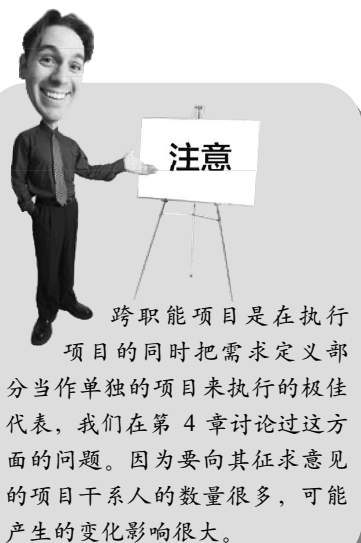 注意
跨职能项目是在执行
项目的同时把需求定义部
分当作单独的项目来执行的极佳
代表，我们在第 4 章讨论过这方
面的问题。因为要向其征求意见
的项目干系人的数量很多，可能
产生的变化影响很大。